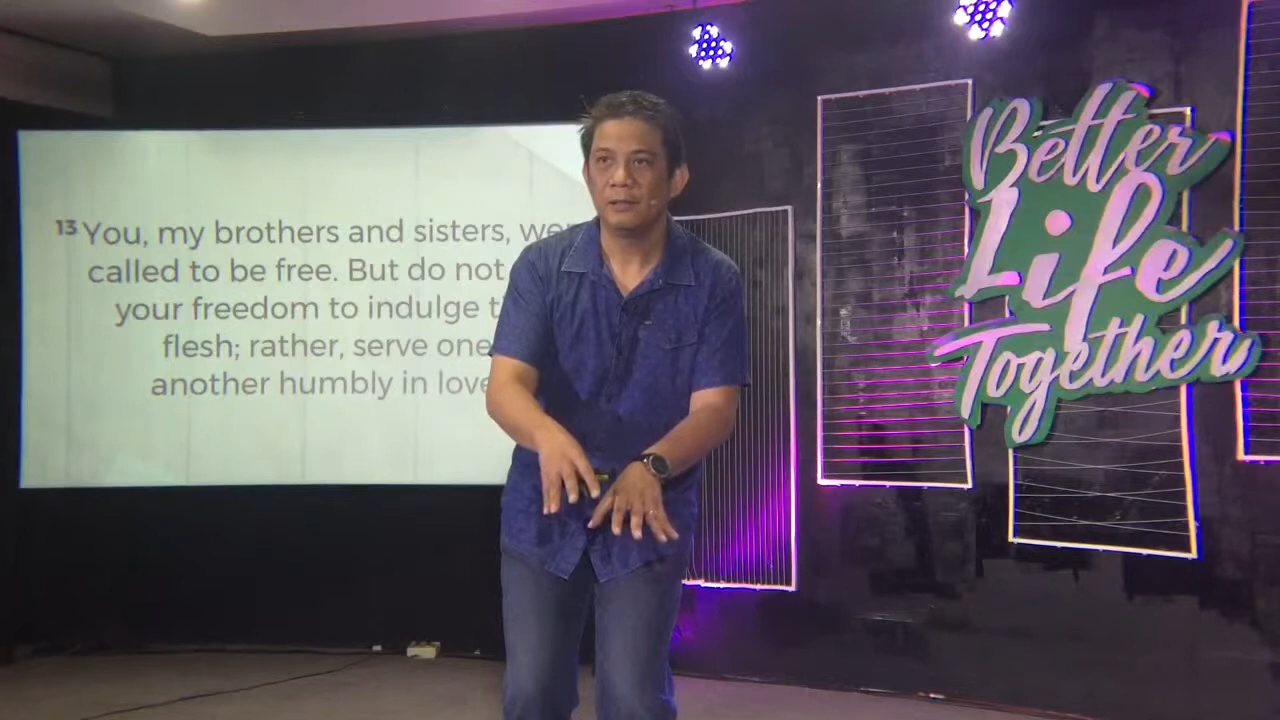 13 You, my brothers and sisters,
called to be free. But do not
your freedom to indulge
flesh; rather, serve one
another humbly in love
Better
Life
Together